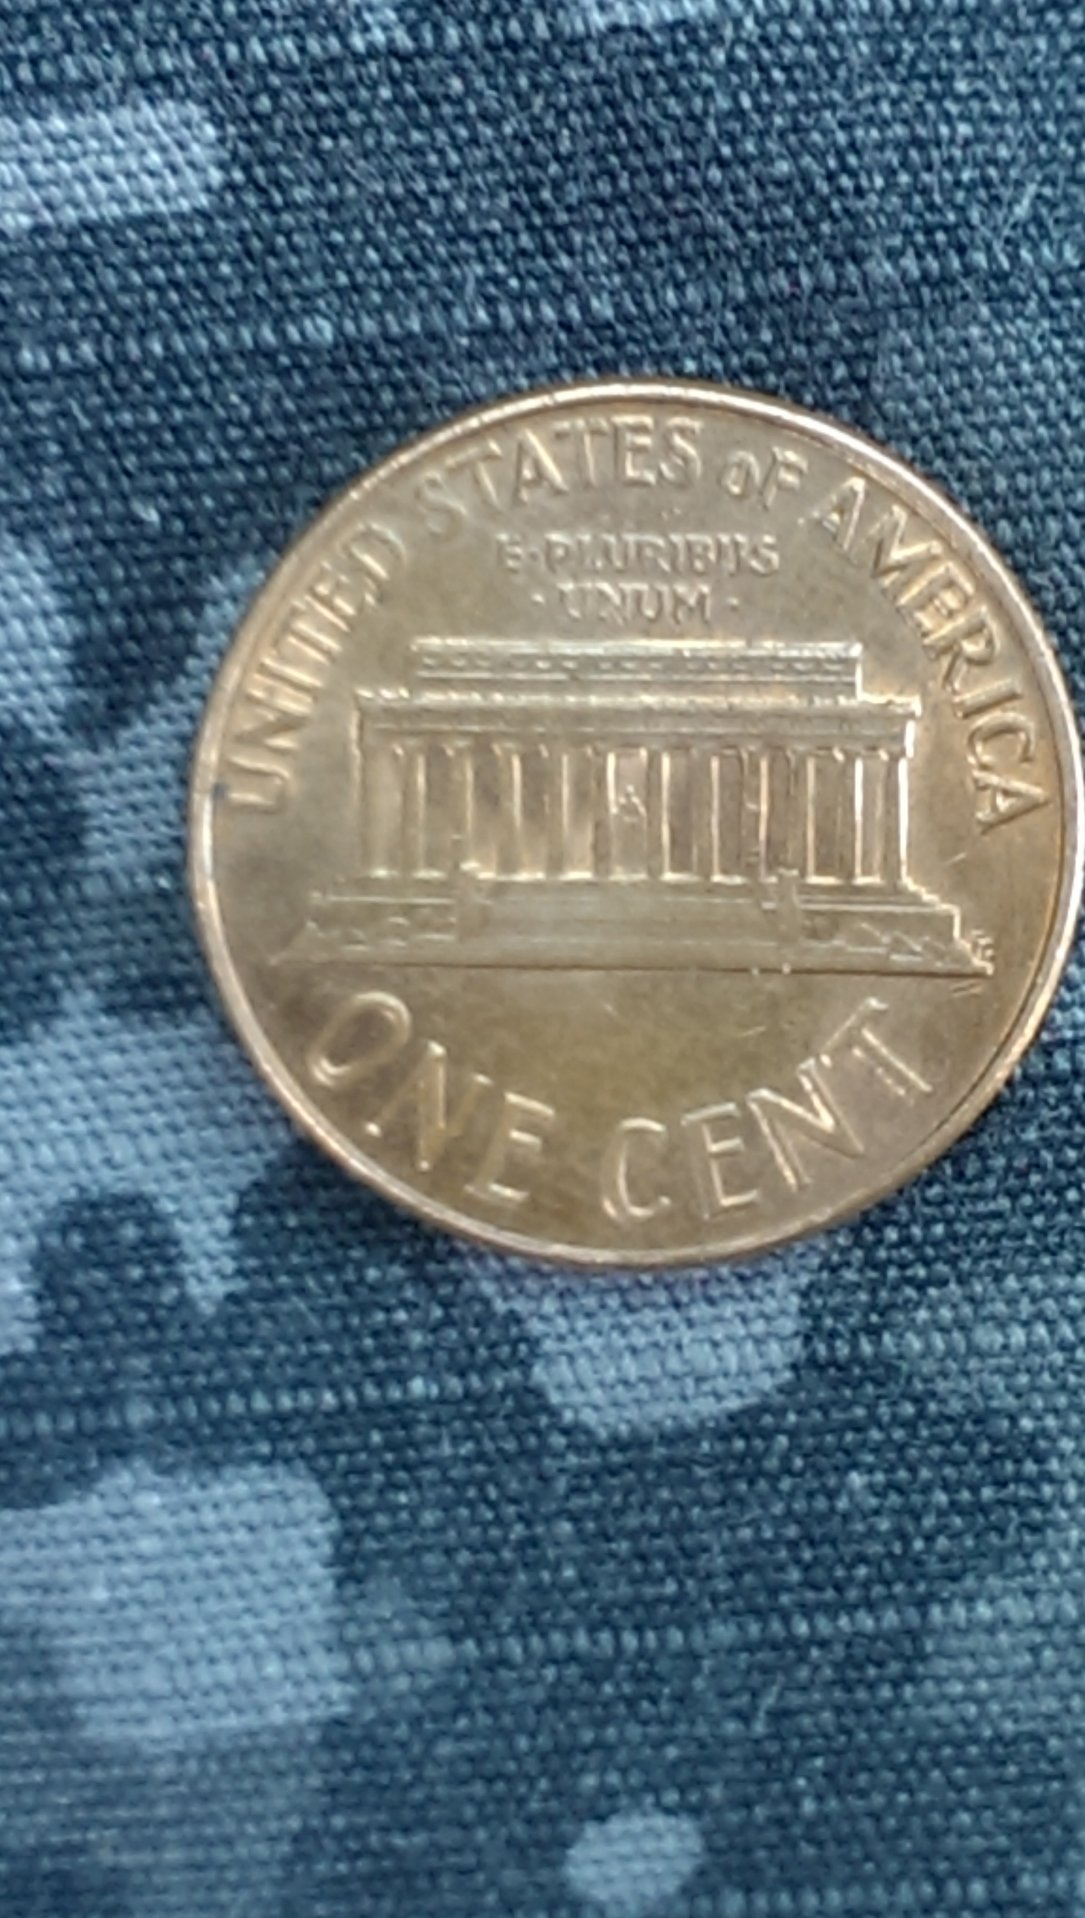 UNITED STATES oF AMERICA
E·PLURIBUS
·UNUM·
ONE CENT